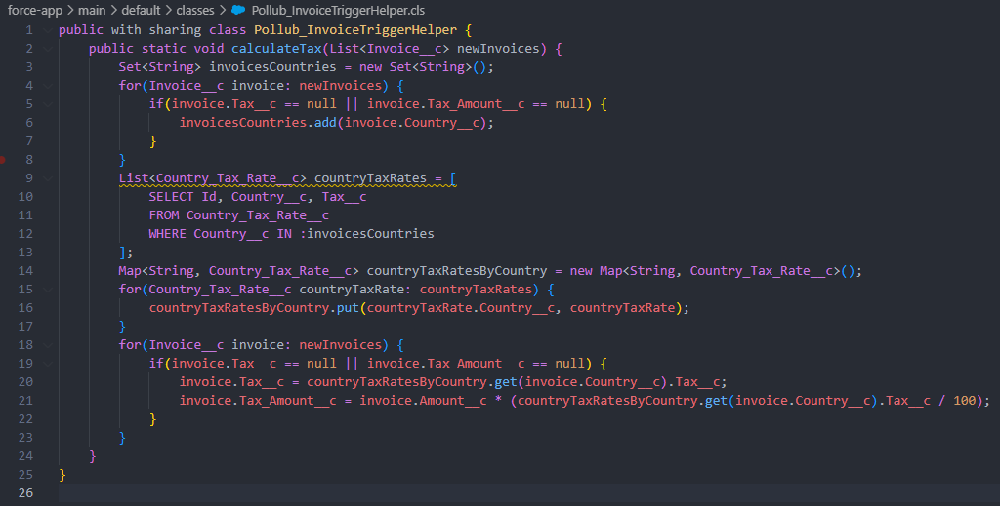 force-app > main > default > classes > Pollub_InvoiceTriggerHelper.cls
1 public with sharing class Pollub_InvoiceTriggerHelper {
2     public static void calculateTax(List<Invoice__c> newInvoices) {
3         Set<String> invoicesCountries = new Set<String>();
4         for(Invoice__c invoice: newInvoices) {
5             if(invoice.Tax__c == null || invoice.Tax_Amount__c == null) {
6                 invoicesCountries.add(invoice.Country__c);
7             }
8         }
9         List<Country_Tax_Rate__c> countryTaxRates = [
10             SELECT Id, Country__c, Tax__c
11             FROM Country_Tax_Rate__c
12             WHERE Country__c IN :invoicesCountries
13         ];
14         Map<String, Country_Tax_Rate__c> countryTaxRatesByCountry = new Map<String, Country_Tax_Rate__c>();
15         for(Country_Tax_Rate__c countryTaxRate: countryTaxRates) {
16             countryTaxRatesByCountry.put(countryTaxRate.Country__c, countryTaxRate);
17         }
18         for(Invoice__c invoice: newInvoices) {
19             if(invoice.Tax__c == null || invoice.Tax_Amount__c == null) {
20                 invoice.Tax__c = countryTaxRatesByCountry.get(invoice.Country__c).Tax__c;
21                 invoice.Tax_Amount__c = invoice.Amount__c * (countryTaxRatesByCountry.get(invoice.Country__c).Tax__c / 100);
22             }
23         }
24     }
25 }
26